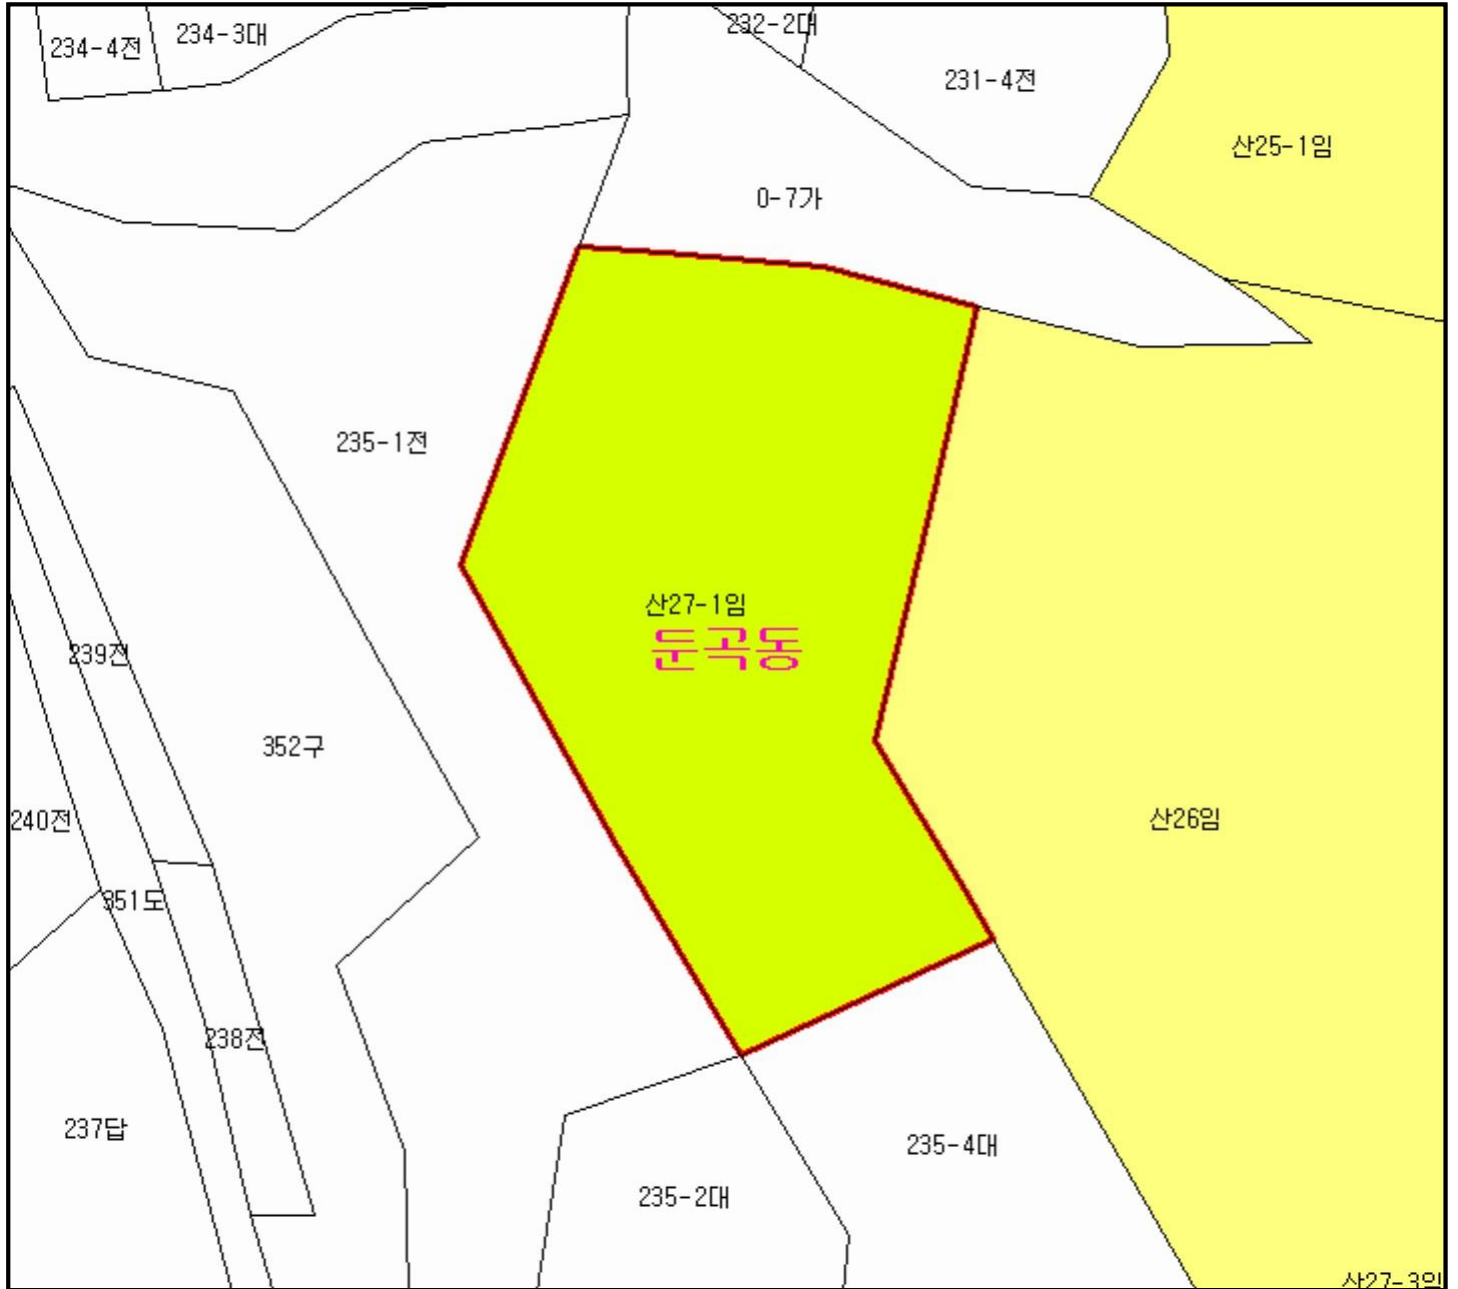 232-2대
234-3대
234-4전
231-4전
산25-1임
0-7가
235-1전
산27-1임
둔곡동
239전
352구
240전
산26임
351도
238전
237답
235-4대
235-2대
산27-3임